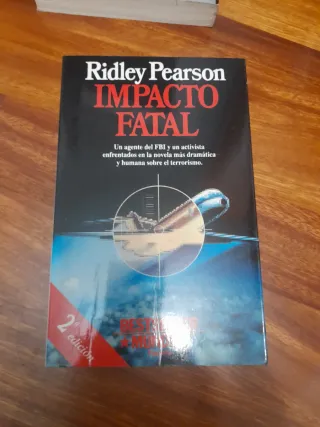 Ridley Pearson
IMPACTO
FATAL
Un agente del FBI y un activista
enfrentados en la novela más dramática
y humana sobre el terrorismo.
2ª edición